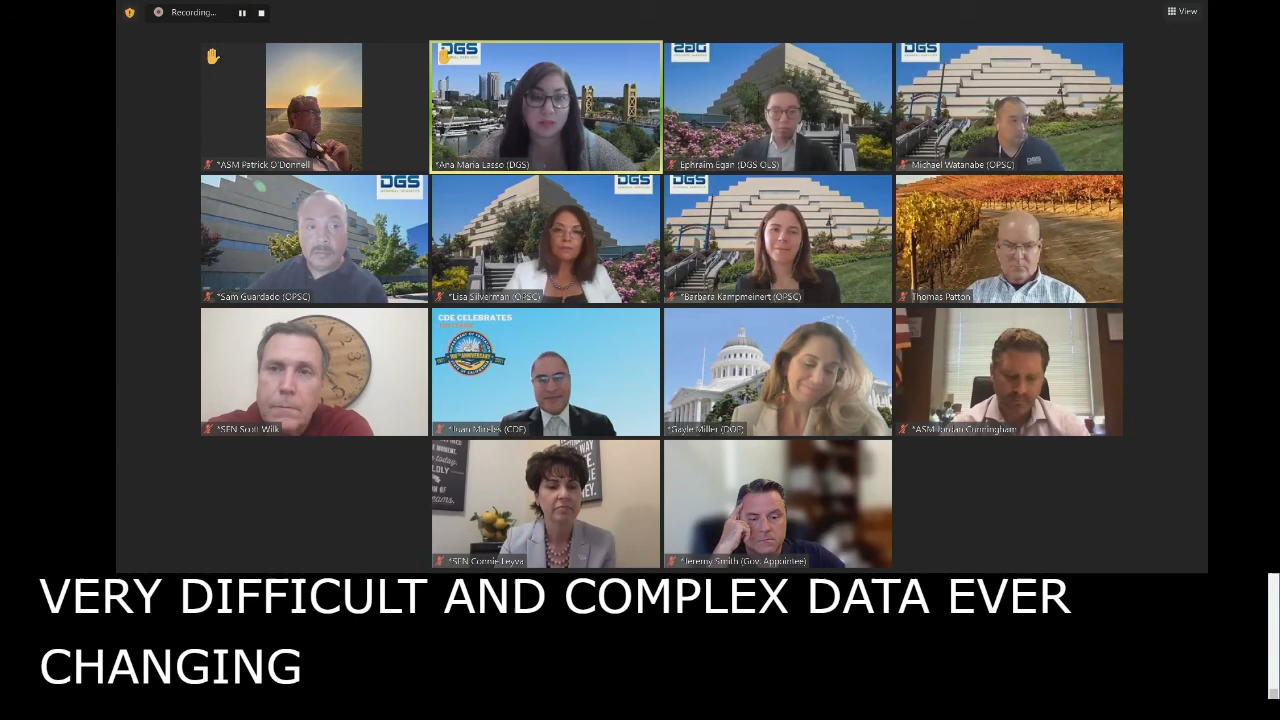 Recording...
View
DGS
DGS
DGS
*ASM Patrick O'Donnell
*Ana Maria Lasso (DGS)
Ephraim Egan (DGS OLS)
Michael Watanabe (OPSC)
DGS
DGS
DGS
*Sam Guardado (OPSC)
*Lisa Silverman (OPSC)
*Barbara Kampmeinert (OPSC)
Thomas Patton
CDE CELEBRATES
100TH ANNIVERSARY
*SEN Scott Wilk
*Juan Mireles (CDE)
*Gayle Miller (DOF)
*ASM Jordan Cunningham
*SEN Connie Leyva
*Jeremy Smith (Gov. Appointee)
VERY DIFFICULT AND COMPLEX DATA EVER
CHANGING